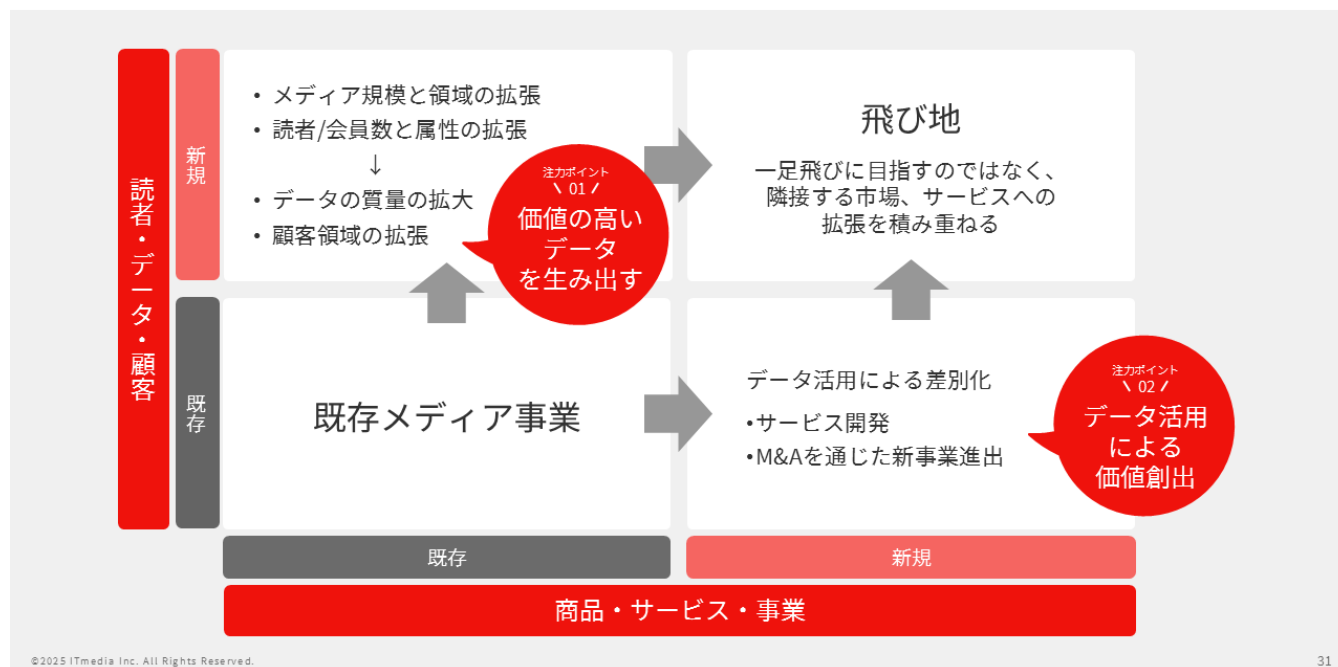 読者・データ・顧客
新規
・メディア規模と領域の拡張
・読者/会員数と属性の拡張
↓
・データの質量の拡大
・顧客領域の拡張
注力ポイント
\ 01 /
価値の高い
データ
を生み出す
飛び地
一足飛びに目指すのではなく、
隣接する市場、サービスへの
拡張を積み重ねる
既存
既存メディア事業
データ活用による差別化
・サービス開発
・M&Aを通じた新事業進出
注力ポイント
\ 02 /
データ活用
による
価値創出
既存
新規
商品・サービス・事業
©2025 ITmedia Inc. All Rights Reserved.
31